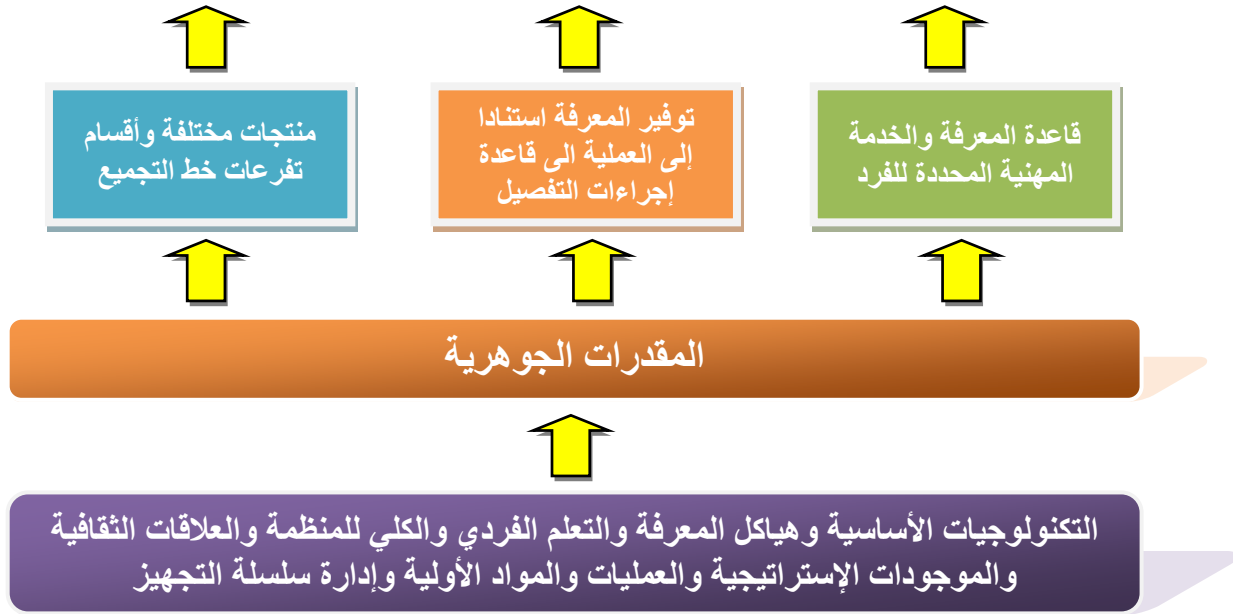 قاعدة المعرفة والخدمة
المهنية المحددة للفرد
توفير المعرفة استنادا
إلى العملية الى قاعدة
إجراءات التفصيل
منتجات مختلفة وأقسام
تفرعات خط التجميع
المقدرات الجوهرية
التكنولوجيات الأساسية وهياكل المعرفة والتعلم الفردي والكلي للمنظمة والعلاقات الثقافية
والموجودات الإستراتيجية والعمليات والمواد الأولية وإدارة سلسلة التجهيز